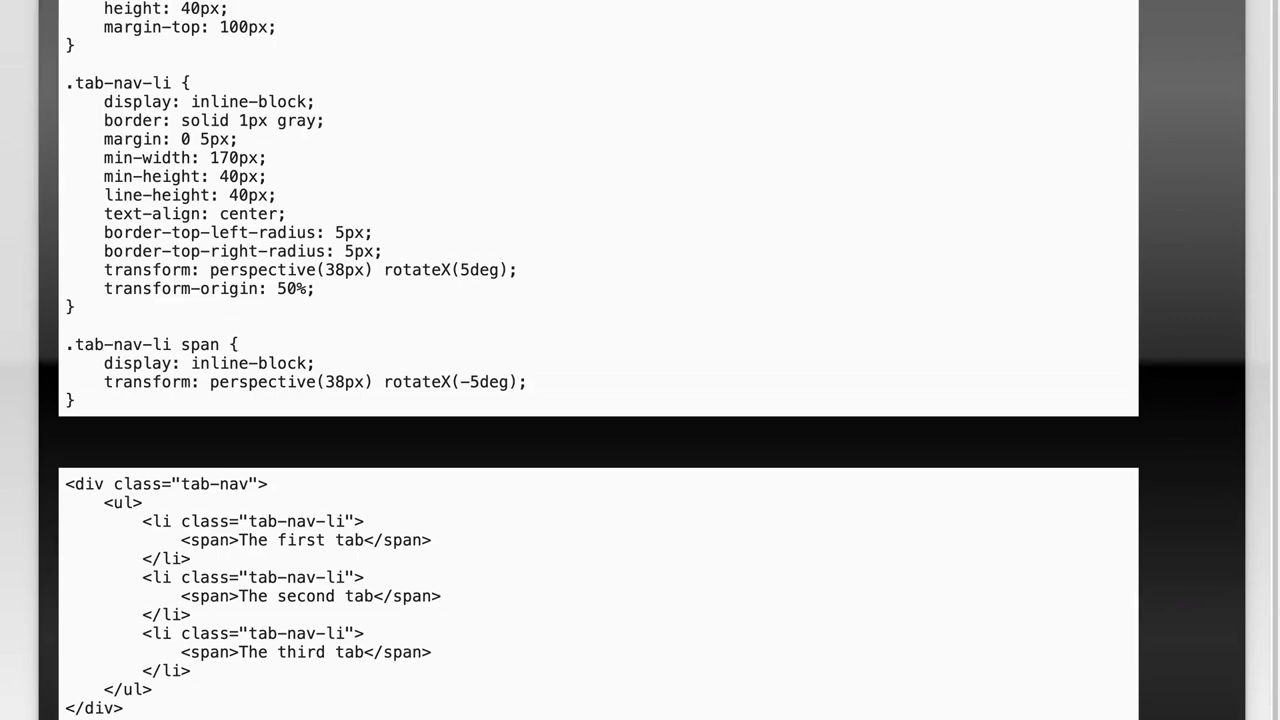 height: 40px;
margin-top: 100px;
}
.tab-nav-li {
display: inline-block;
border: solid 1px gray;
margin: 0 5px;
min-width: 170px;
min-height: 40px;
line-height: 40px;
text-align: center;
border-top-left-radius: 5px;
border-top-right-radius: 5px;
transform: perspective(38px) rotateX(5deg);
transform-origin: 50%;
}
.tab-nav-li span {
display: inline-block;
transform: perspective(38px) rotateX(-5deg);
}
<div class="tab-nav">
<ul>
<li class="tab-nav-li">
<span>The first tab</span>
</li>
<li class="tab-nav-li">
<span>The second tab</span>
</li>
<li class="tab-nav-li">
<span>The third tab</span>
</li>
</ul>
</div>